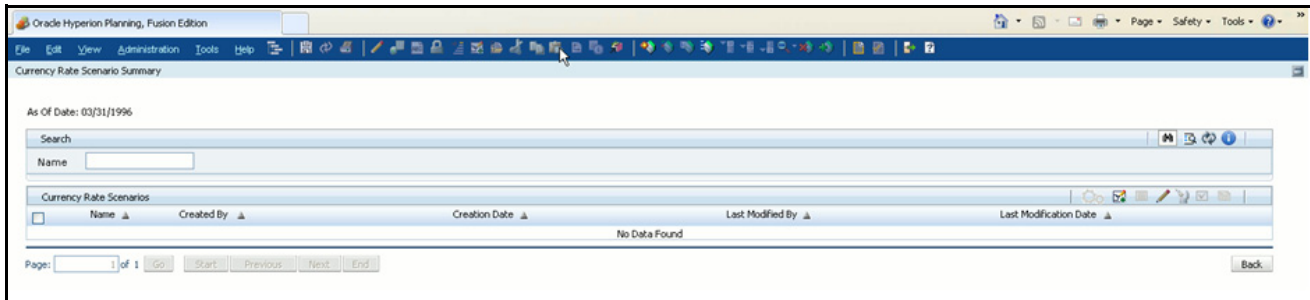 Oracle Hyperion Planning, Fusion Edition
Page Safety Tools
File Edit View Administration Tools Help
Currency Rate Scenario Summary
As Of Date: 03/31/1996
Search
Name
Currency Rate Scenarios
Name Created By Creation Date Last Modified By Last Modification Date
No Data Found
Page: 1 of 1 Go Start Previous Next End Back